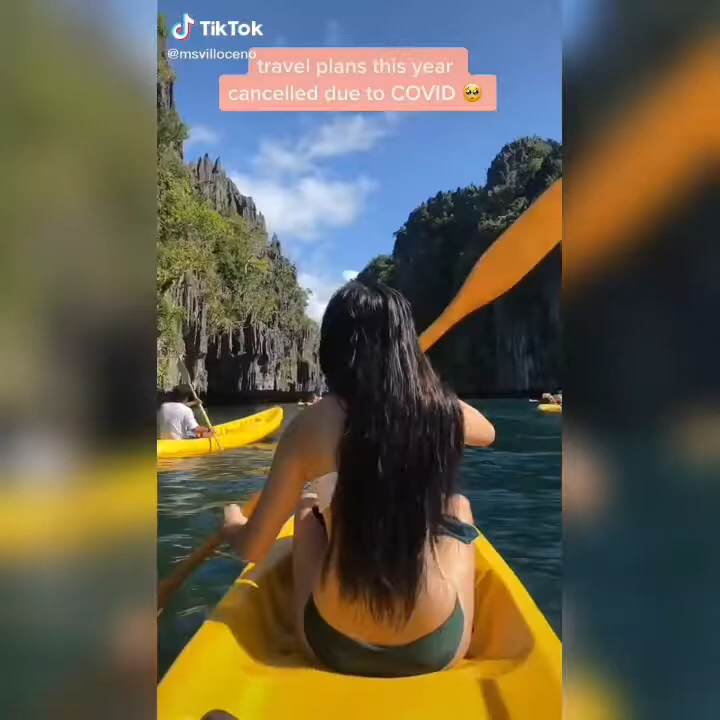 TikTok
@msvilloceno
travel plans this year
cancelled due to COVID 🥺